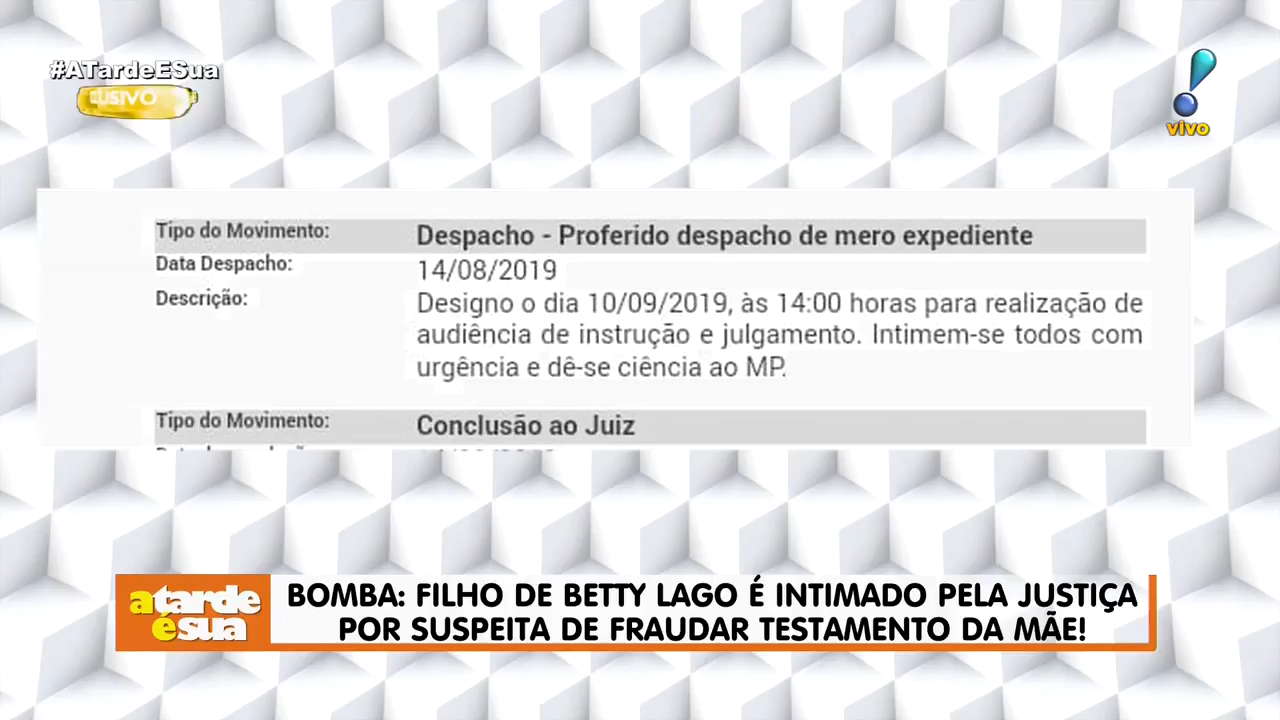 #ATardeESua
USIVO
vivo
Tipo do Movimento: Despacho - Proferido despacho de mero expediente
Data Despacho: 14/08/2019
Descrição: Designo o dia 10/09/2019, às 14:00 horas para realização de
audiência de instrução e julgamento. Intimem-se todos com
urgência e dê-se ciência ao MP.
Tipo do Movimento: Conclusão ao Juiz
a tarde
é sua
BOMBA: FILHO DE BETTY LAGO É INTIMADO PELA JUSTIÇA
POR SUSPEITA DE FRAUDAR TESTAMENTO DA MÃE!